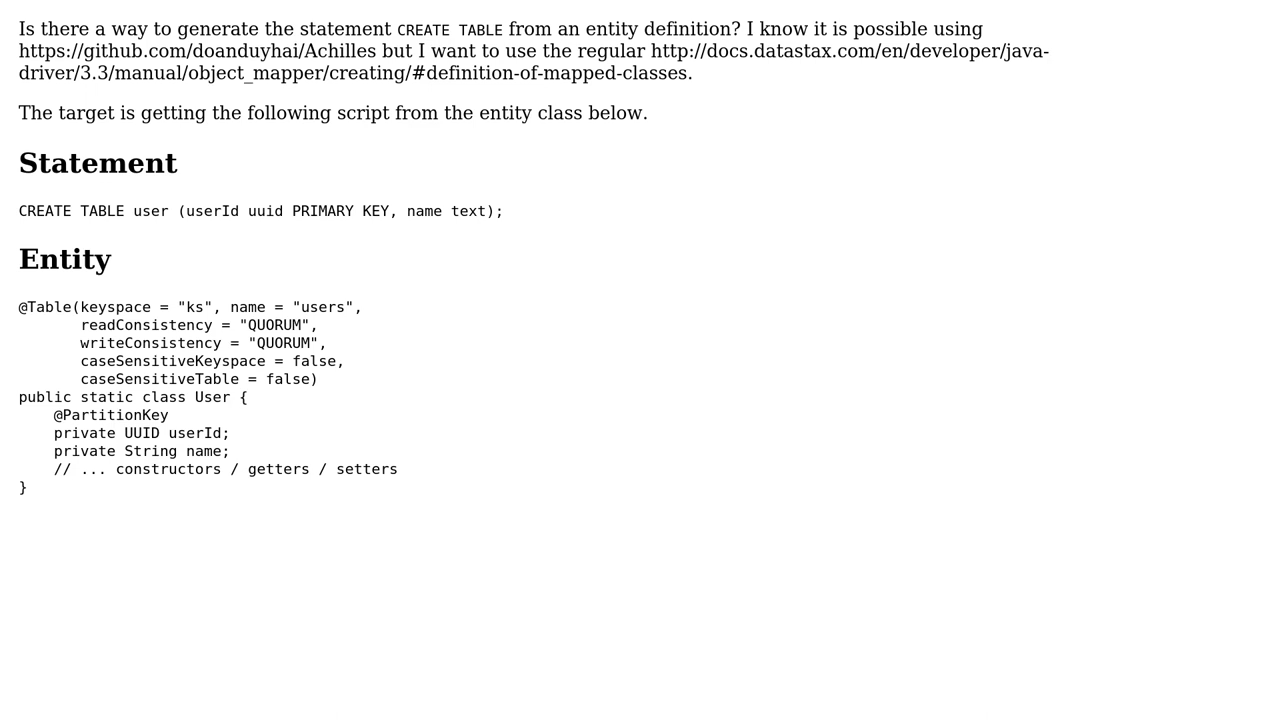 Is there a way to generate the statement CREATE TABLE from an entity definition? I know it is possible using
https://github.com/doanduyhai/Achilles but I want to use the regular http://docs.datastax.com/en/developer/java-
driver/3.3/manual/object_mapper/creating/#definition-of-mapped-classes.
The target is getting the following script from the entity class below.
Statement
CREATE TABLE user (userId uuid PRIMARY KEY, name text);
Entity
@Table(keyspace = "ks", name = "users",
       readConsistency = "QUORUM",
       writeConsistency = "QUORUM",
       caseSensitiveKeyspace = false,
       caseSensitiveTable = false)
public static class User {
    @PartitionKey
    private UUID userId;
    private String name;
    // ... constructors / getters / setters
}